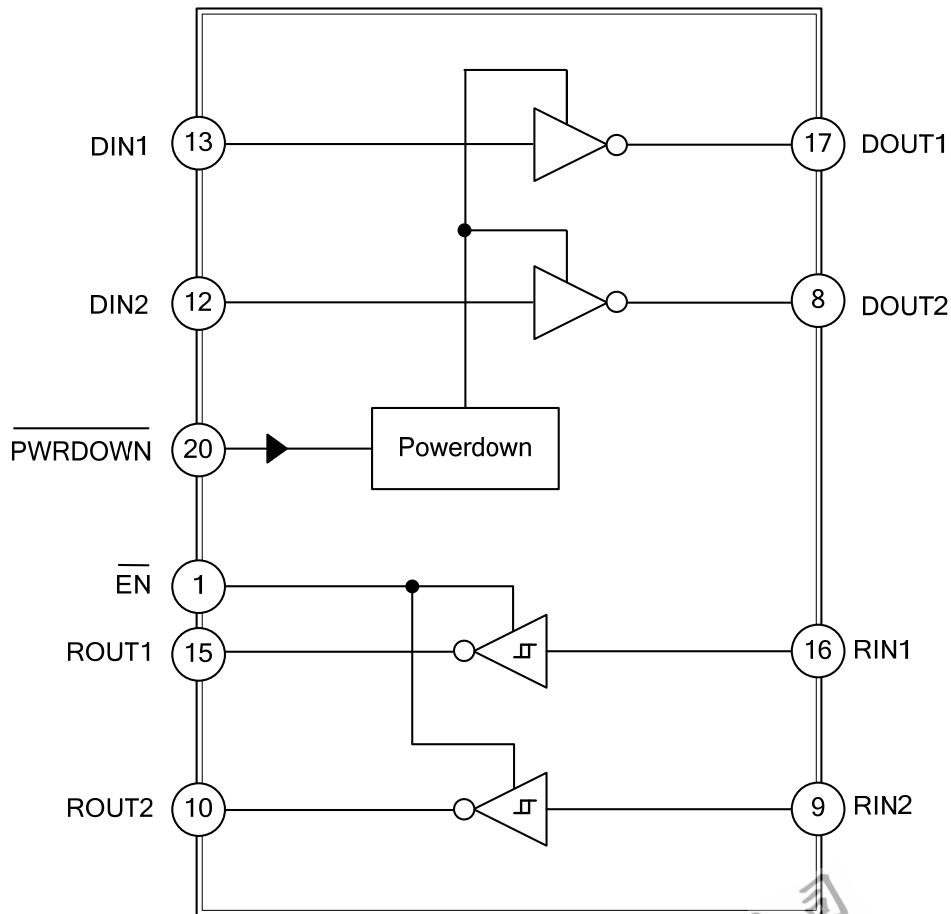 DIN1 13 17 DOUT1
DIN2 12 8 DOUT2
PWRDOWN 20 Powerdown
EN 1
ROUT1 15 16 RIN1
ROUT2 10 9 RIN2
司